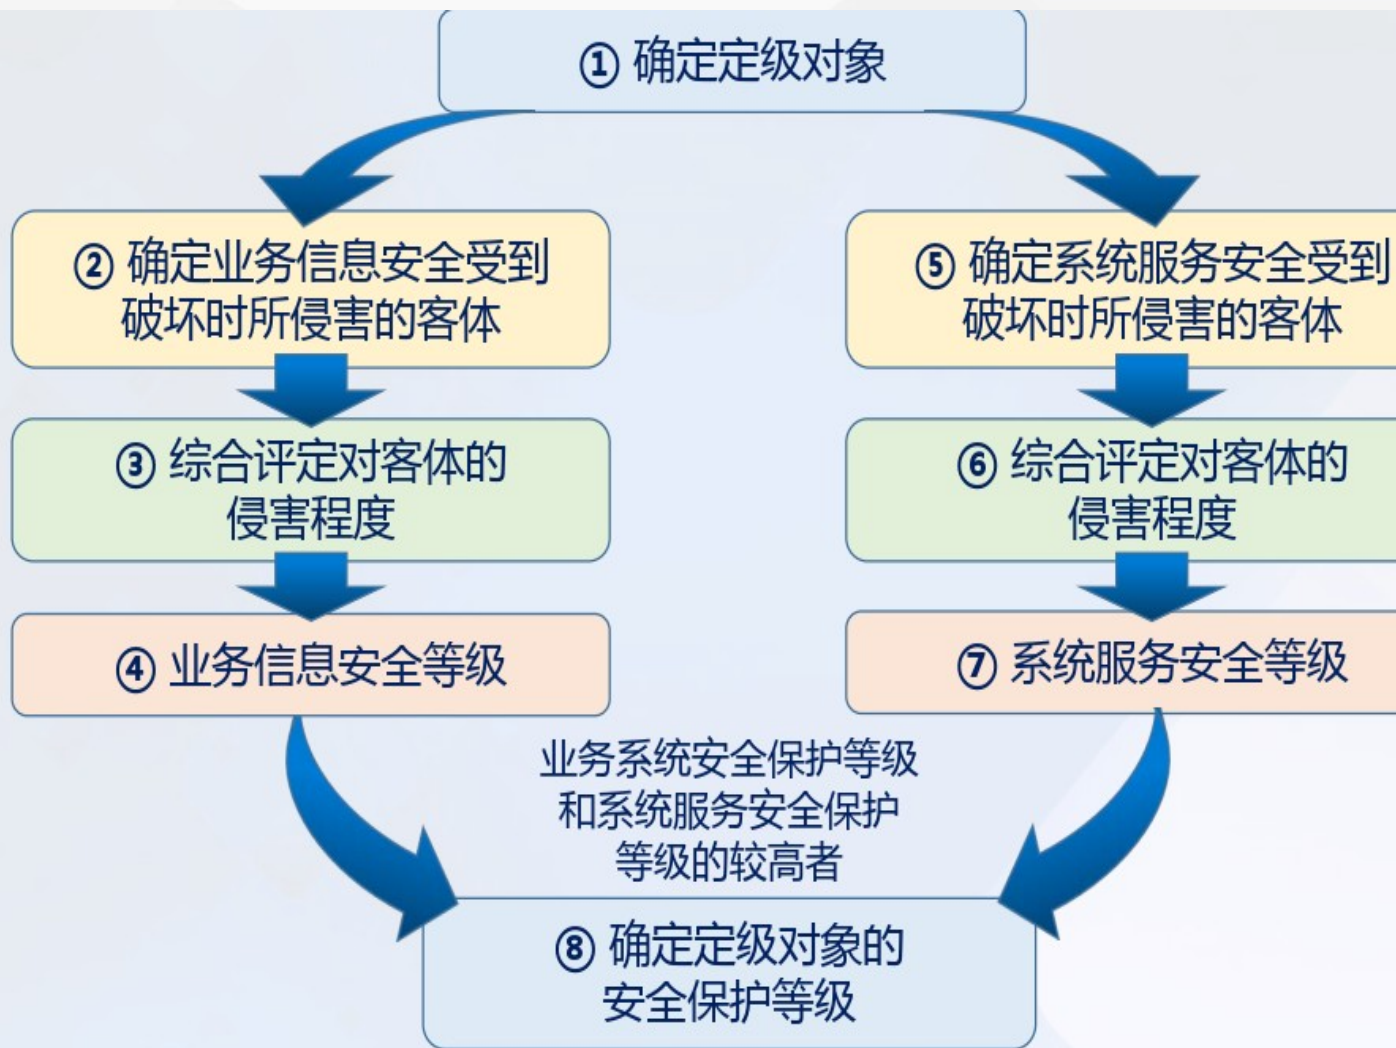 ① 确定定级对象
② 确定业务信息安全受到
破坏时所侵害的客体
③ 综合评定对客体的
侵害程度
④ 业务信息安全等级
⑤ 确定系统服务安全受到
破坏时所侵害的客体
⑥ 综合评定对客体的
侵害程度
⑦ 系统服务安全等级
业务系统安全保护等级
和系统服务安全保护
等级的较高者
⑧ 确定定级对象的
安全保护等级